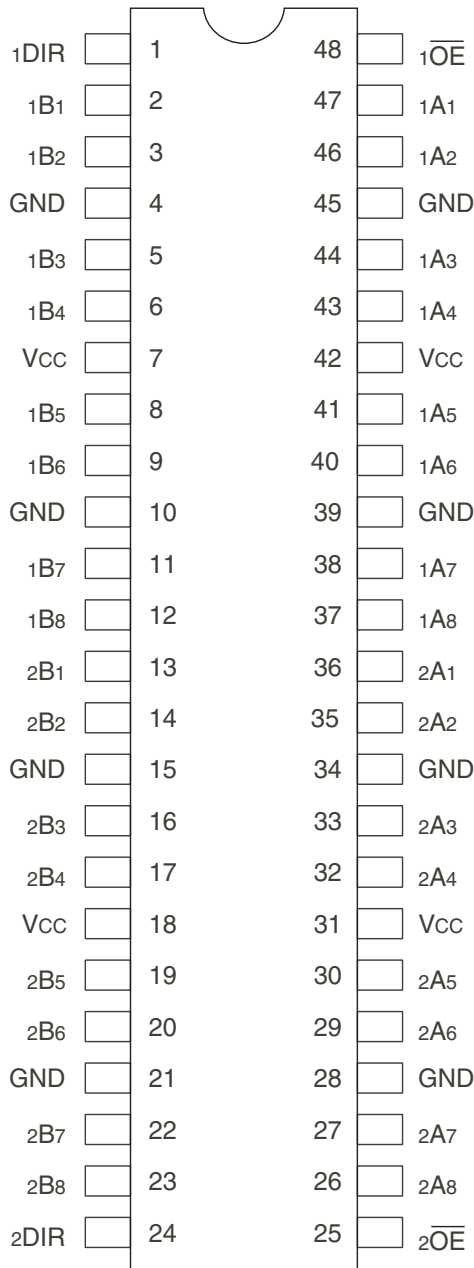 1DIR 1 48 1O̅E̅
1B1 2 47 1A1
1B2 3 46 1A2
GND 4 45 GND
1B3 5 44 1A3
1B4 6 43 1A4
VCC 7 42 VCC
1B5 8 41 1A5
1B6 9 40 1A6
GND 10 39 GND
1B7 11 38 1A7
1B8 12 37 1A8
2B1 13 36 2A1
2B2 14 35 2A2
GND 15 34 GND
2B3 16 33 2A3
2B4 17 32 2A4
VCC 18 31 VCC
2B5 19 30 2A5
2B6 20 29 2A6
GND 21 28 GND
2B7 22 27 2A7
2B8 23 26 2A8
2DIR 24 25 2O̅E̅